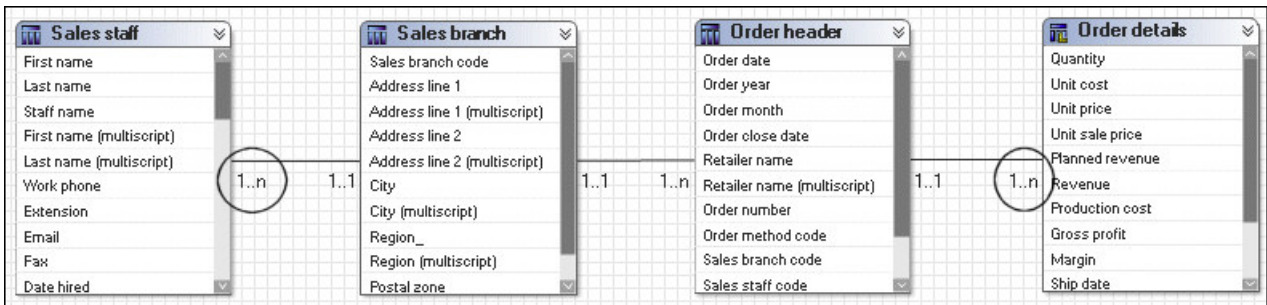 Sales staff
First name
Last name
Staff name
First name (multiscript)
Last name (multiscript)
Work phone
Extension
Email
Fax
Date hired
1..n
1..1
Sales branch
Sales branch code
Address line 1
Address line 1 (multiscript)
Address line 2
Address line 2 (multiscript)
City
City (multiscript)
Region_
Region (multiscript)
Postal zone
1..1
1..n
Order header
Order date
Order year
Order month
Order close date
Retailer name
Retailer name (multiscript)
Order number
Order method code
Sales branch code
Sales staff code
1..1
1..n
Order details
Quantity
Unit cost
Unit price
Unit sale price
Planned revenue
Revenue
Production cost
Gross profit
Margin
Ship date